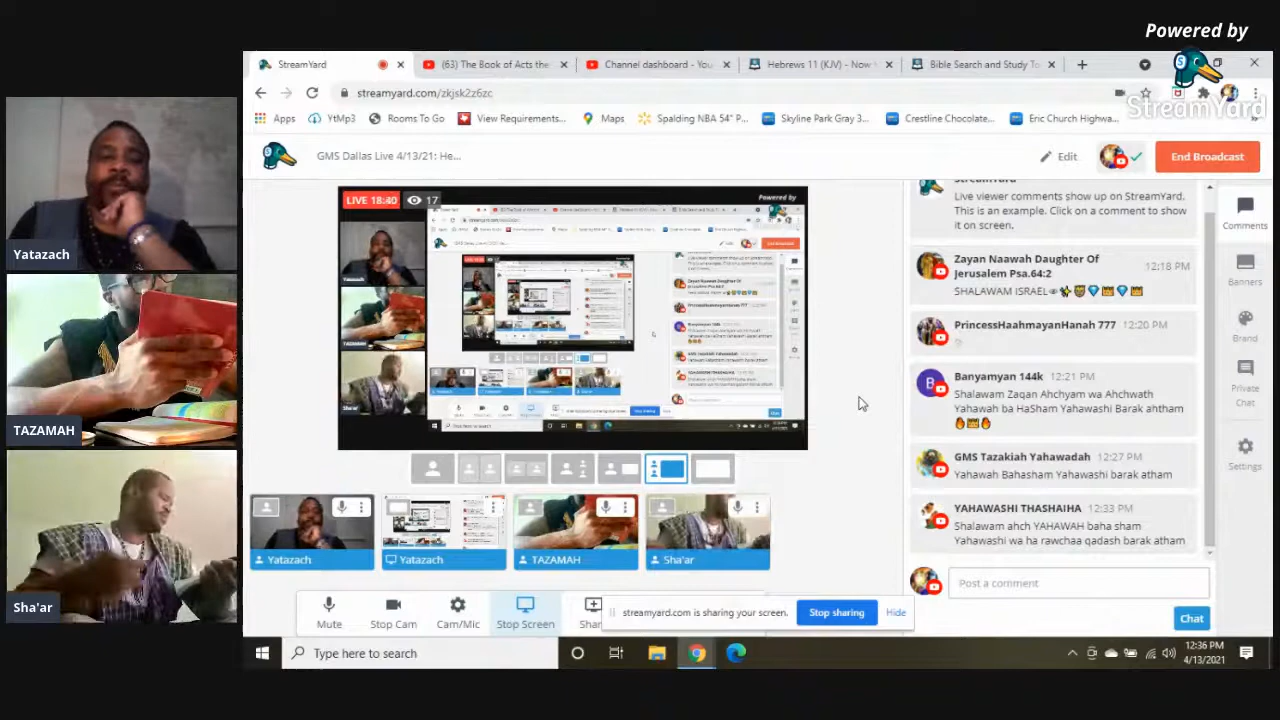 Powered by
StreamYard
StreamYard
(63) The Book of Acts the
Channel dashboard - You
Hebrews 11 (KJV) - Now
Bible Search and Study To
streamyard.com/zkjsk2z6zc
Apps
YtMp3
Rooms To Go
View Requirements...
Maps
Spalding NBA 54" P...
Skyline Park Gray 3...
Crestline Chocolate...
Eric Church Highwa...
GMS Dallas Live 4/13/21: He...
Edit
End Broadcast
Yatazach
TAZAMAH
Sha'ar
LIVE 18:40
17
Powered by
StreamYard
Live viewer comments show up on StreamYard.
This is an example. Click on a comment to show
it on screen.
Zayan Naawah Daughter Of
Jerusalem Psa.64:2
12:18 PM
SHALAWAM ISRAEL
PrincessHaahmayanHanah 777
12:20 PM
Banyamyan 144k 12:21 PM
Shalawam Zaqan Ahchyam wa Ahchwath
Yahawah ba HaSham Yahawashi Barak ahtham
GMS Tazakiah Yahawadah
12:27 PM
Yahawah Bahasham Yahawashi barak atham
YAHAWASHI THASHAIHA
12:33 PM
Shalawam ahch YAHAWAH baha sham
Yahawashi wa ha rawchaa qadash barak atham
Post a comment
Chat
Comments
Banners
Brand
Private
Chat
Settings
Yatazach
Yatazach
TAZAMAH
Sha'ar
Mute
Stop Cam
Cam/Mic
Stop Screen
Shar
streamyard.com is sharing your screen.
Stop sharing
Hide
Type here to search
12:36 PM
4/13/2021